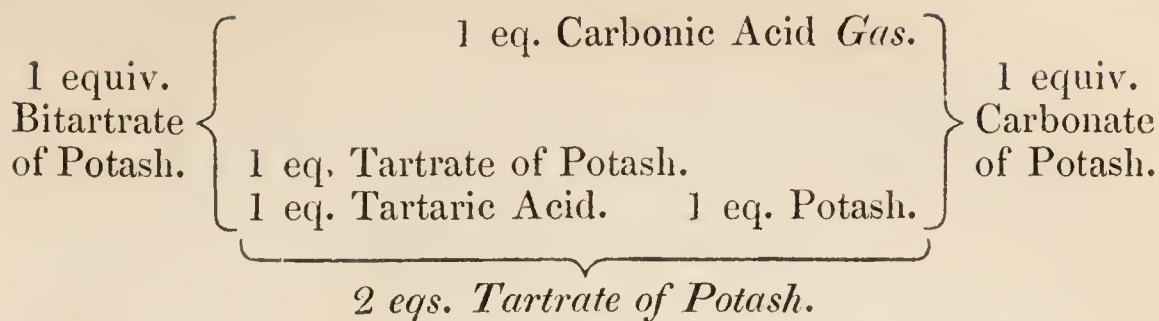 1 eq. Carbonic Acid Gas.
1 equiv.
Bitartrate
of Potash.
1 eq. Tartrate of Potash.
1 eq. Tartaric Acid. 1 eq. Potash.
1 equiv.
Carbonate
of Potash.
2 eqs. Tartrate of Potash.